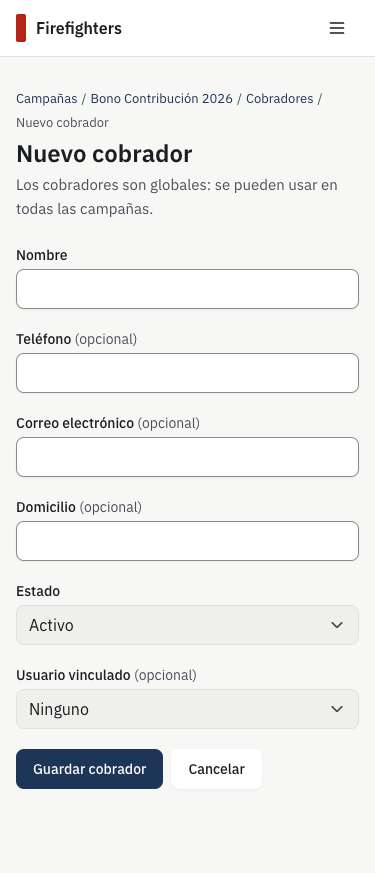 Firefighters
Campañas / Bono Contribución 2026 / Cobradores /
Nuevo cobrador
Nuevo cobrador
Los cobradores son globales: se pueden usar en
todas las campañas.
Nombre
Teléfono (opcional)
Correo electrónico (opcional)
Domicilio (opcional)
Estado
Activo
Usuario vinculado (opcional)
Ninguno
Guardar cobrador
Cancelar